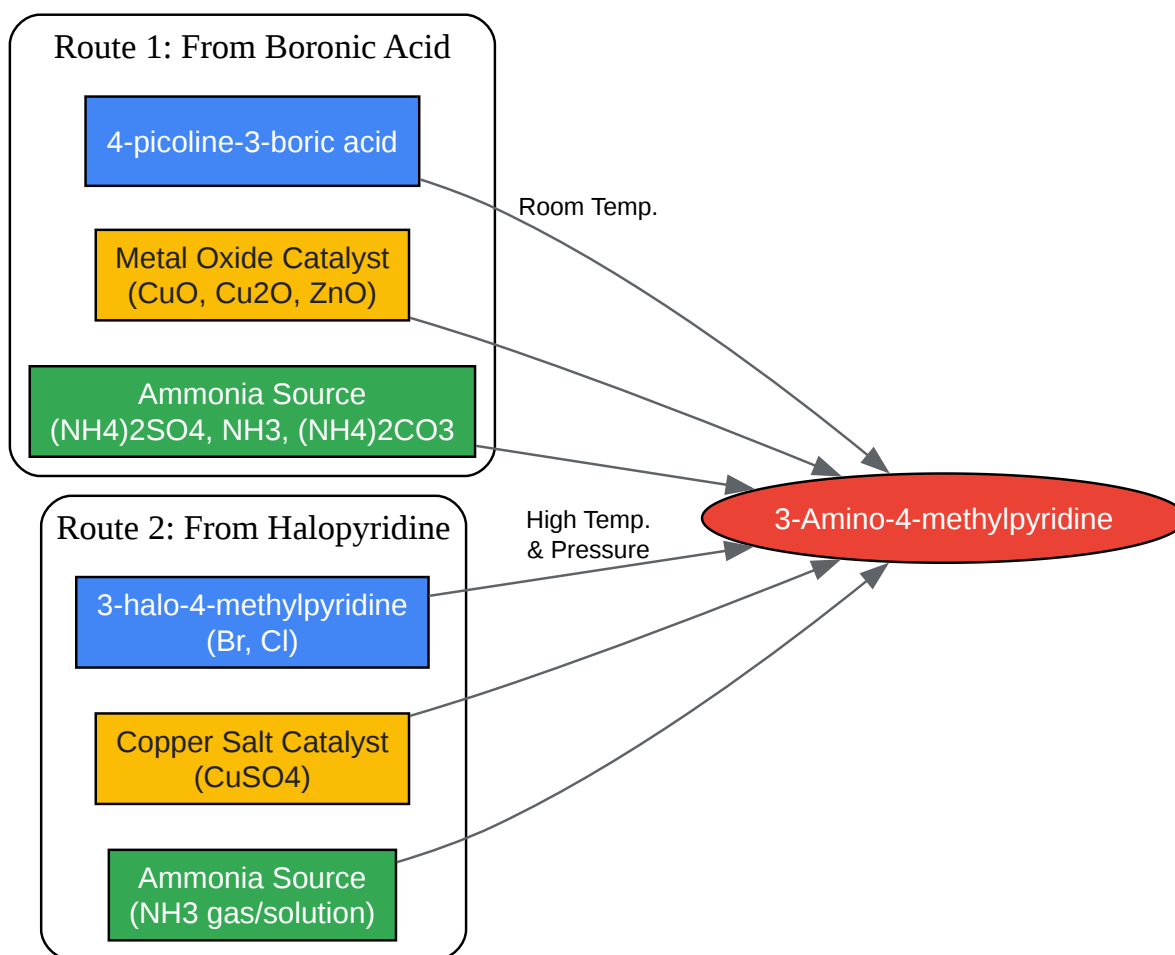 Route 1: From Boronic Acid
4-picoline-3-boric acid
Room Temp.
Metal Oxide Catalyst
(CuO, Cu2O, ZnO)
Ammonia Source
(NH4)2SO4, NH3, (NH4)2CO3
3-Amino-4-methylpyridine
Route 2: From Halopyridine
High Temp.
& Pressure
3-halo-4-methylpyridine
(Br, Cl)
Copper Salt Catalyst
(CuSO4)
Ammonia Source
(NH3 gas/solution)